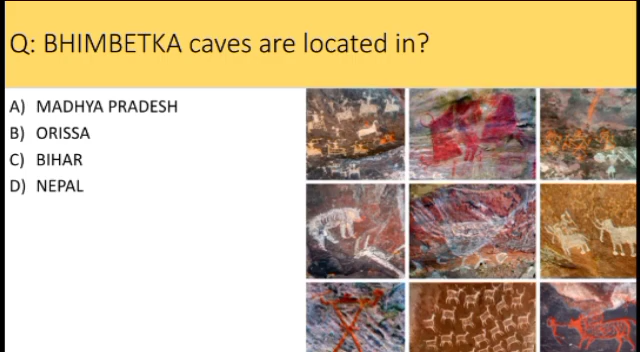 Q: BHIMBETKA caves are located in?
A) MADHYA PRADESH
B) ORISSA
C) BIHAR
D) NEPAL